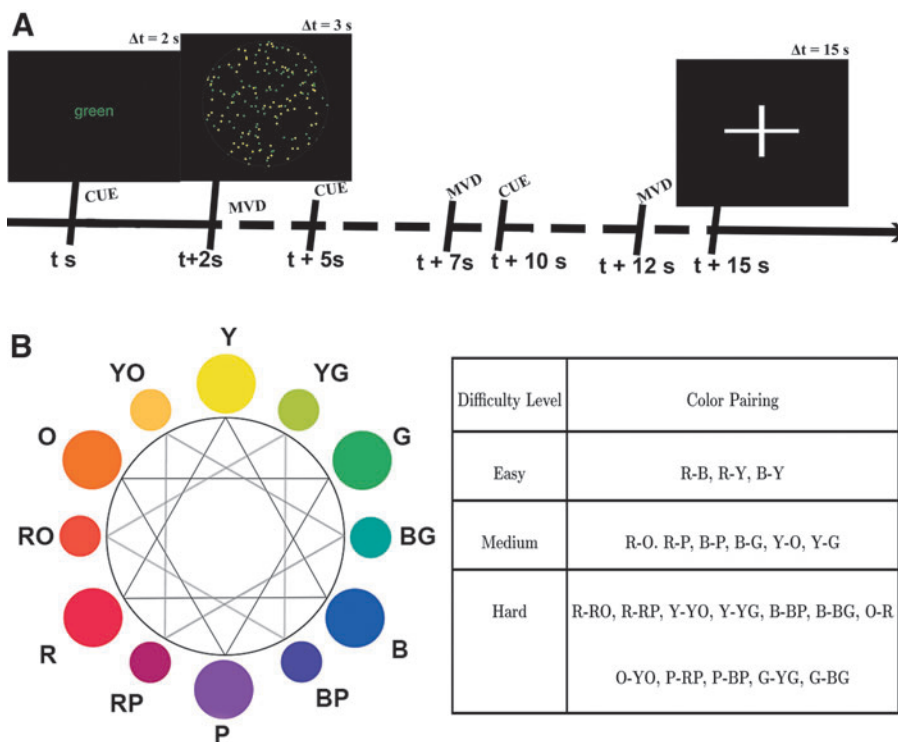 A
Δt = 2 s
Δt = 3 s
Δt = 15 s
green
CUE
MVD
CUE
MVD
CUE
MVD
t s
t+2s
t + 5s
t + 7s
t + 10s
t + 12 s
t + 15 s
B
Y
YO
YG
O
G
RO
BG
R
B
RP
BP
P
Difficulty Level
Color Pairing
Easy
R-B, R-Y, B-Y
Medium
R-O. R-P, B-P, B-G, Y-O, Y-G
Hard
R-RO, R-RP, Y-YO, Y-YG, B-BP, B-BG, O-R
O-YO, P-RP, P-BP, G-YG, G-BG